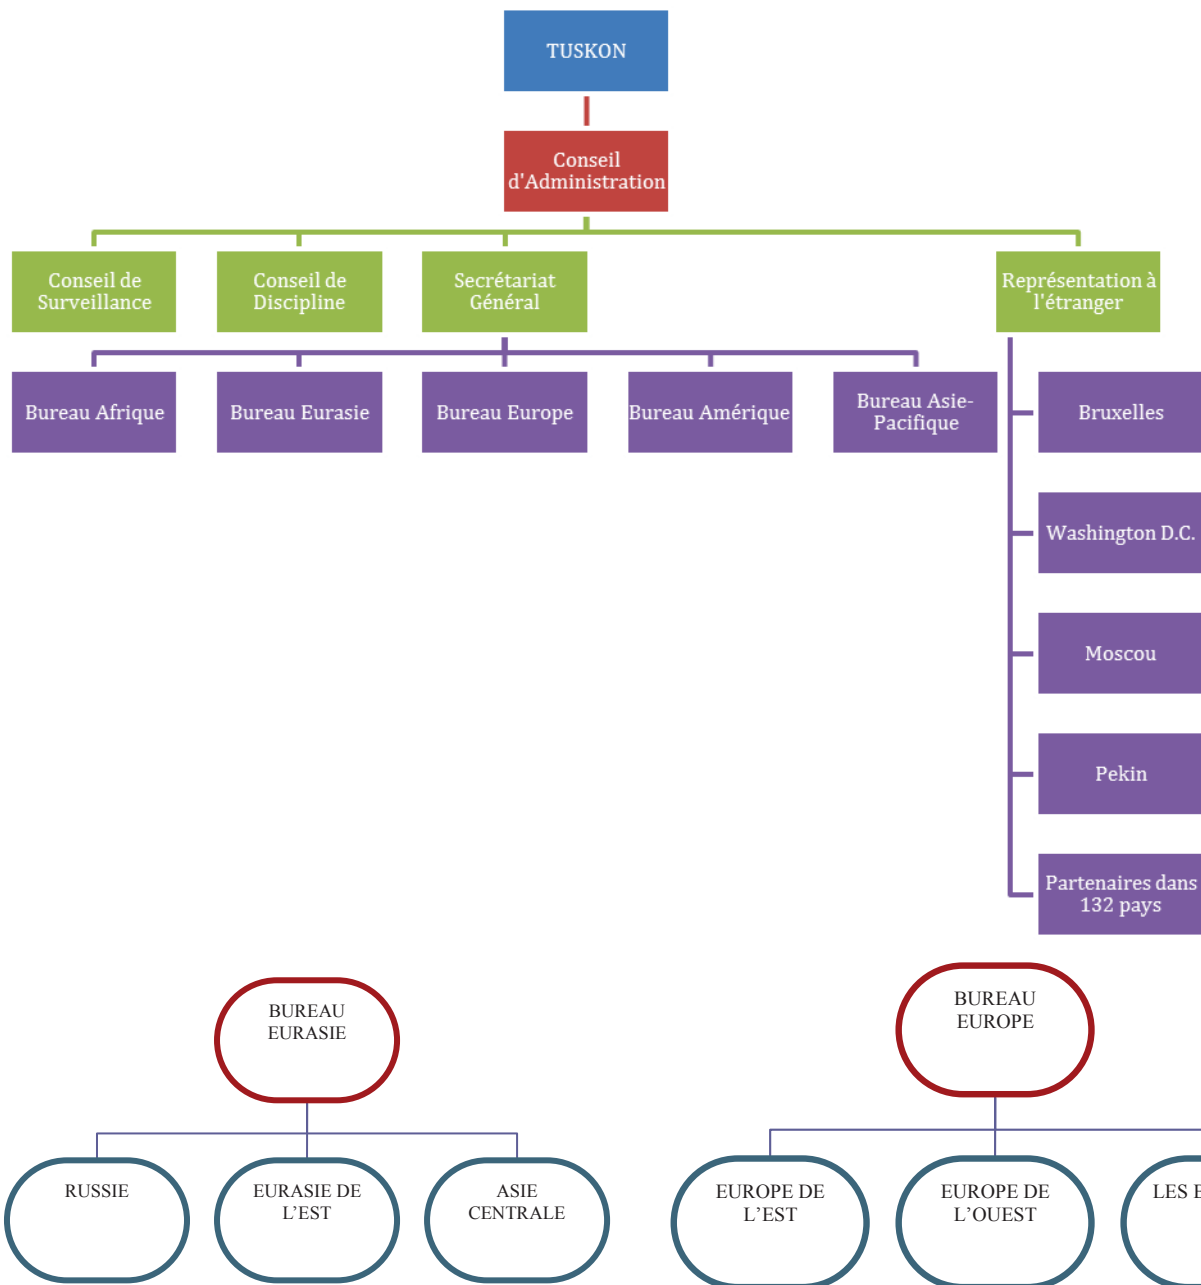 TUSKON
Conseil
d'Administration
Conseil de
Surveillance
Conseil de
Discipline
Secrétariat
Général
Représentation à
l'étranger
Bureau Afrique
Bureau Eurasie
Bureau Europe
Bureau Amérique
Bureau Asie-
Pacifique
Bruxelles
Washington D.C.
Moscou
Pekin
Partenaires dans
132 pays
BUREAU
EURASIE
RUSSIE
EURASIE DE
L’EST
ASIE
CENTRALE
BUREAU
EUROPE
EUROPE DE
L’EST
EUROPE DE
L’OUEST
LES